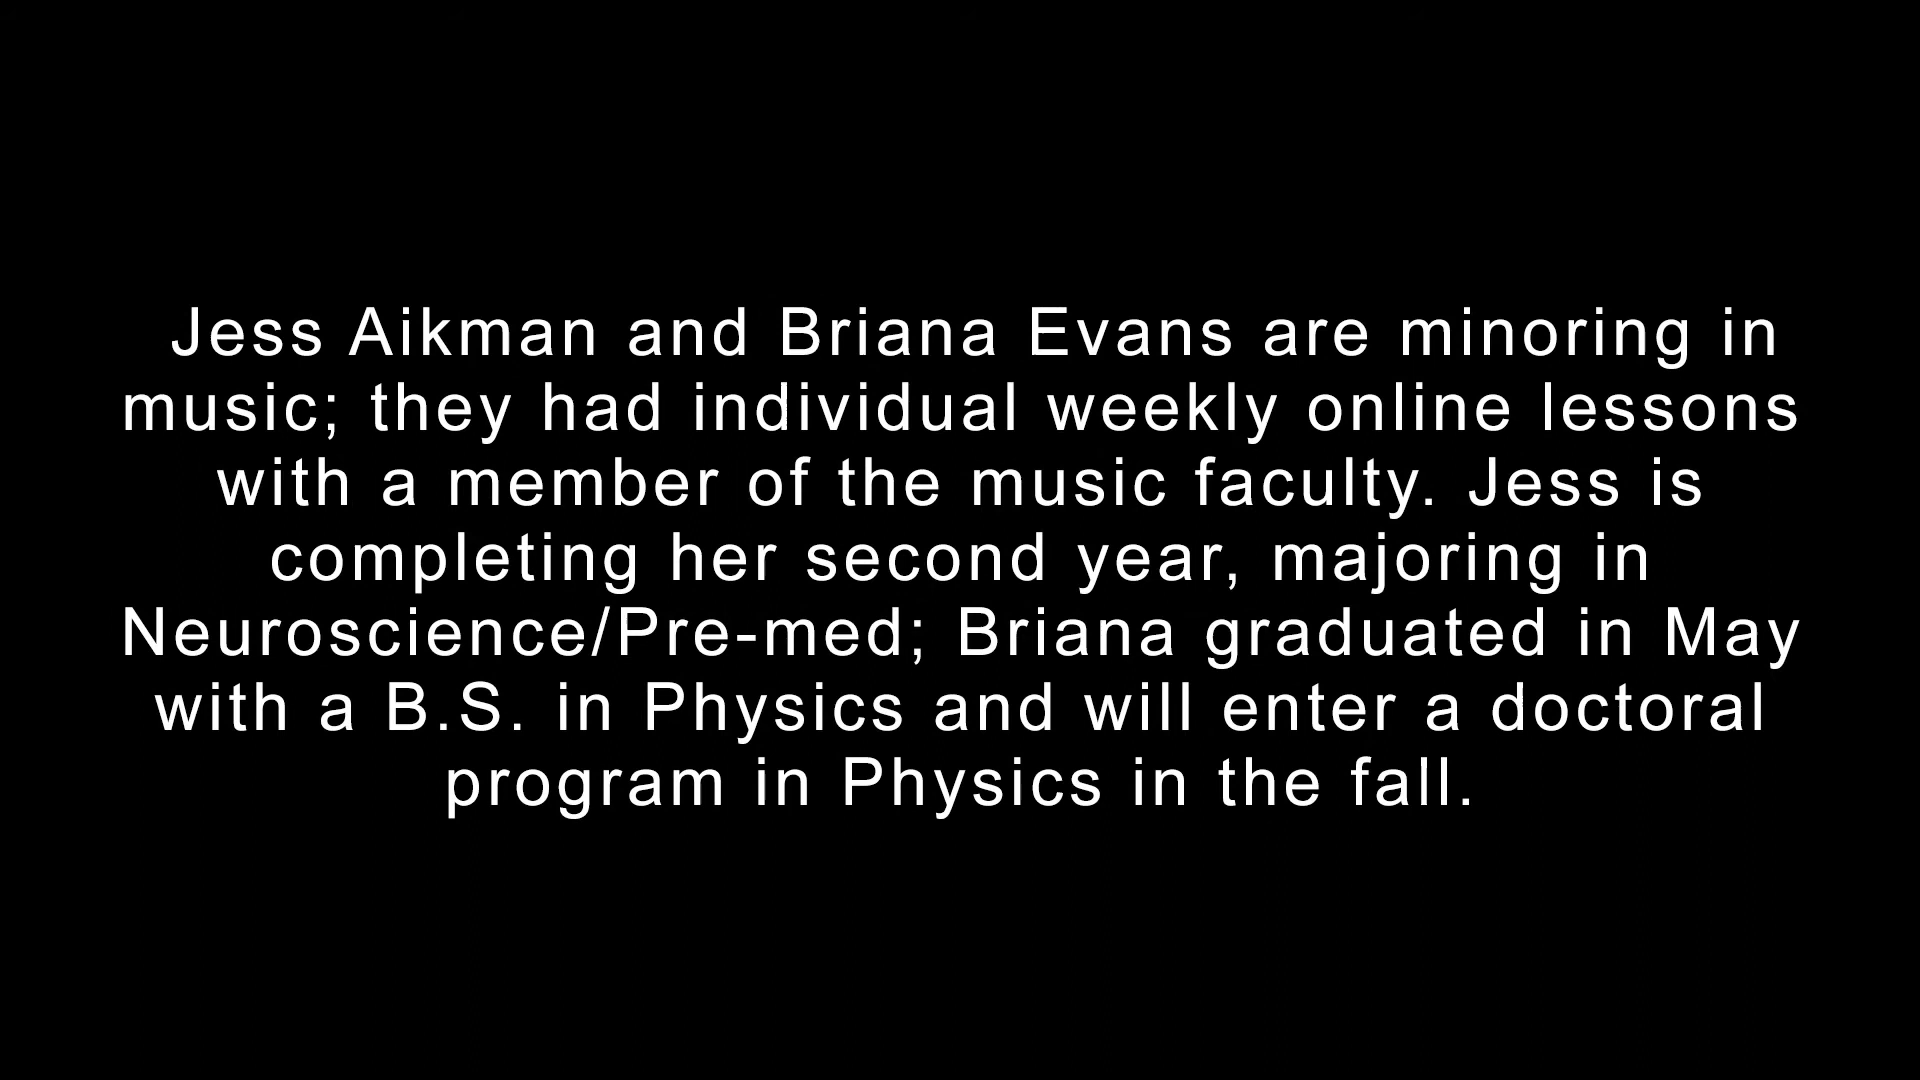 Jess Aikman and Briana Evans are minoring in
music; they had individual weekly online lessons
with a member of the music faculty. Jess is
completing her second year, majoring in
Neuroscience/Pre-med; Briana graduated in May
with a B.S. in Physics and will enter a doctoral
program in Physics in the fall.